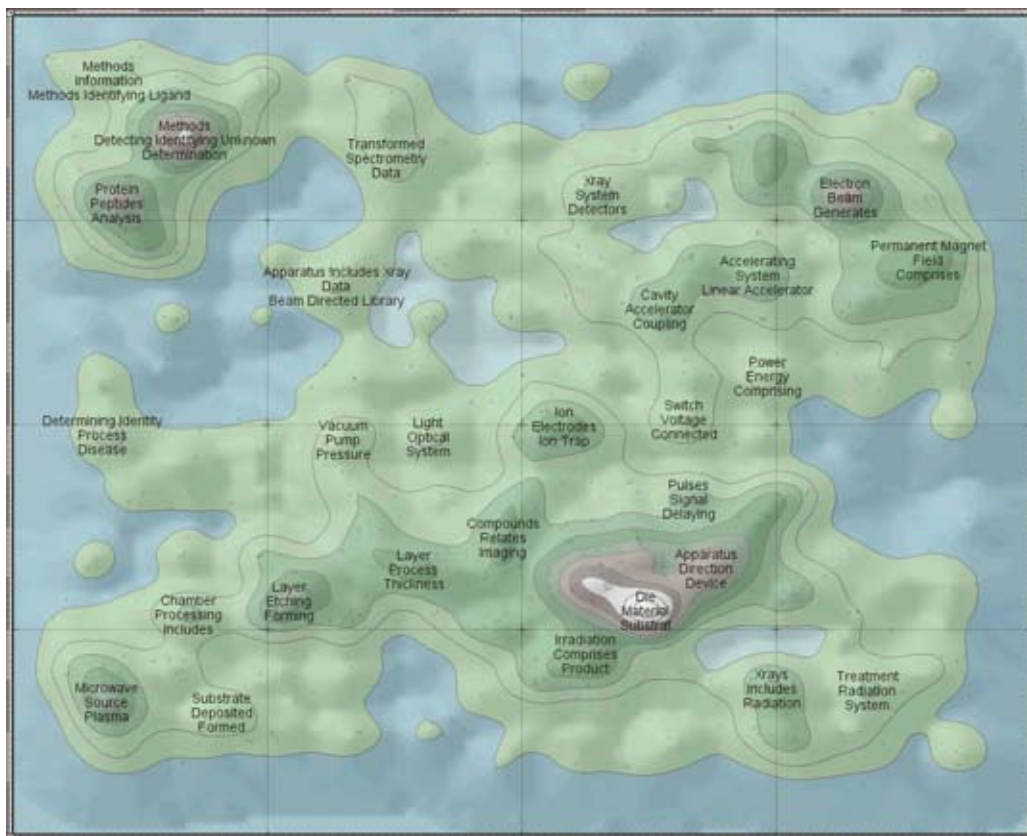 Methods
Information
Methods Identifying Ligand
Methods
Detecting Identifying Unknown
Determination
Transformed
Spectrometry
Data
Protein
Peptides
Analysis
Xray
System
Detectors
Electron
Beam
Generates
Permanent Magnet
Field
Comprises
Accelerating
System
Linear Accelerator
Apparatus Includes Xray
Data
Beam Directed Library
Cavity
Accelerator
Coupling
Power
Energy
Comprising
Determining Identity
Process
Disease
Vacuum
Pump
Pressure
Light
Optical
System
Ion
Electrodes
Ion Trap
Switch
Voltage
Connected
Pulses
Signal
Delaying
Compounds
Relates
Imaging
Layer
Process
Thickness
Apparatus
Direction
Device
Layer
Etching
Forming
Die
Material
Substrat
Chamber
Processing
Includes
Irradiation
Comprises
Product
Microwave
Source
Plasma
Substrate
Deposited
Formed
Xrays
Includes
Radiation
Treatment
Radiation
System